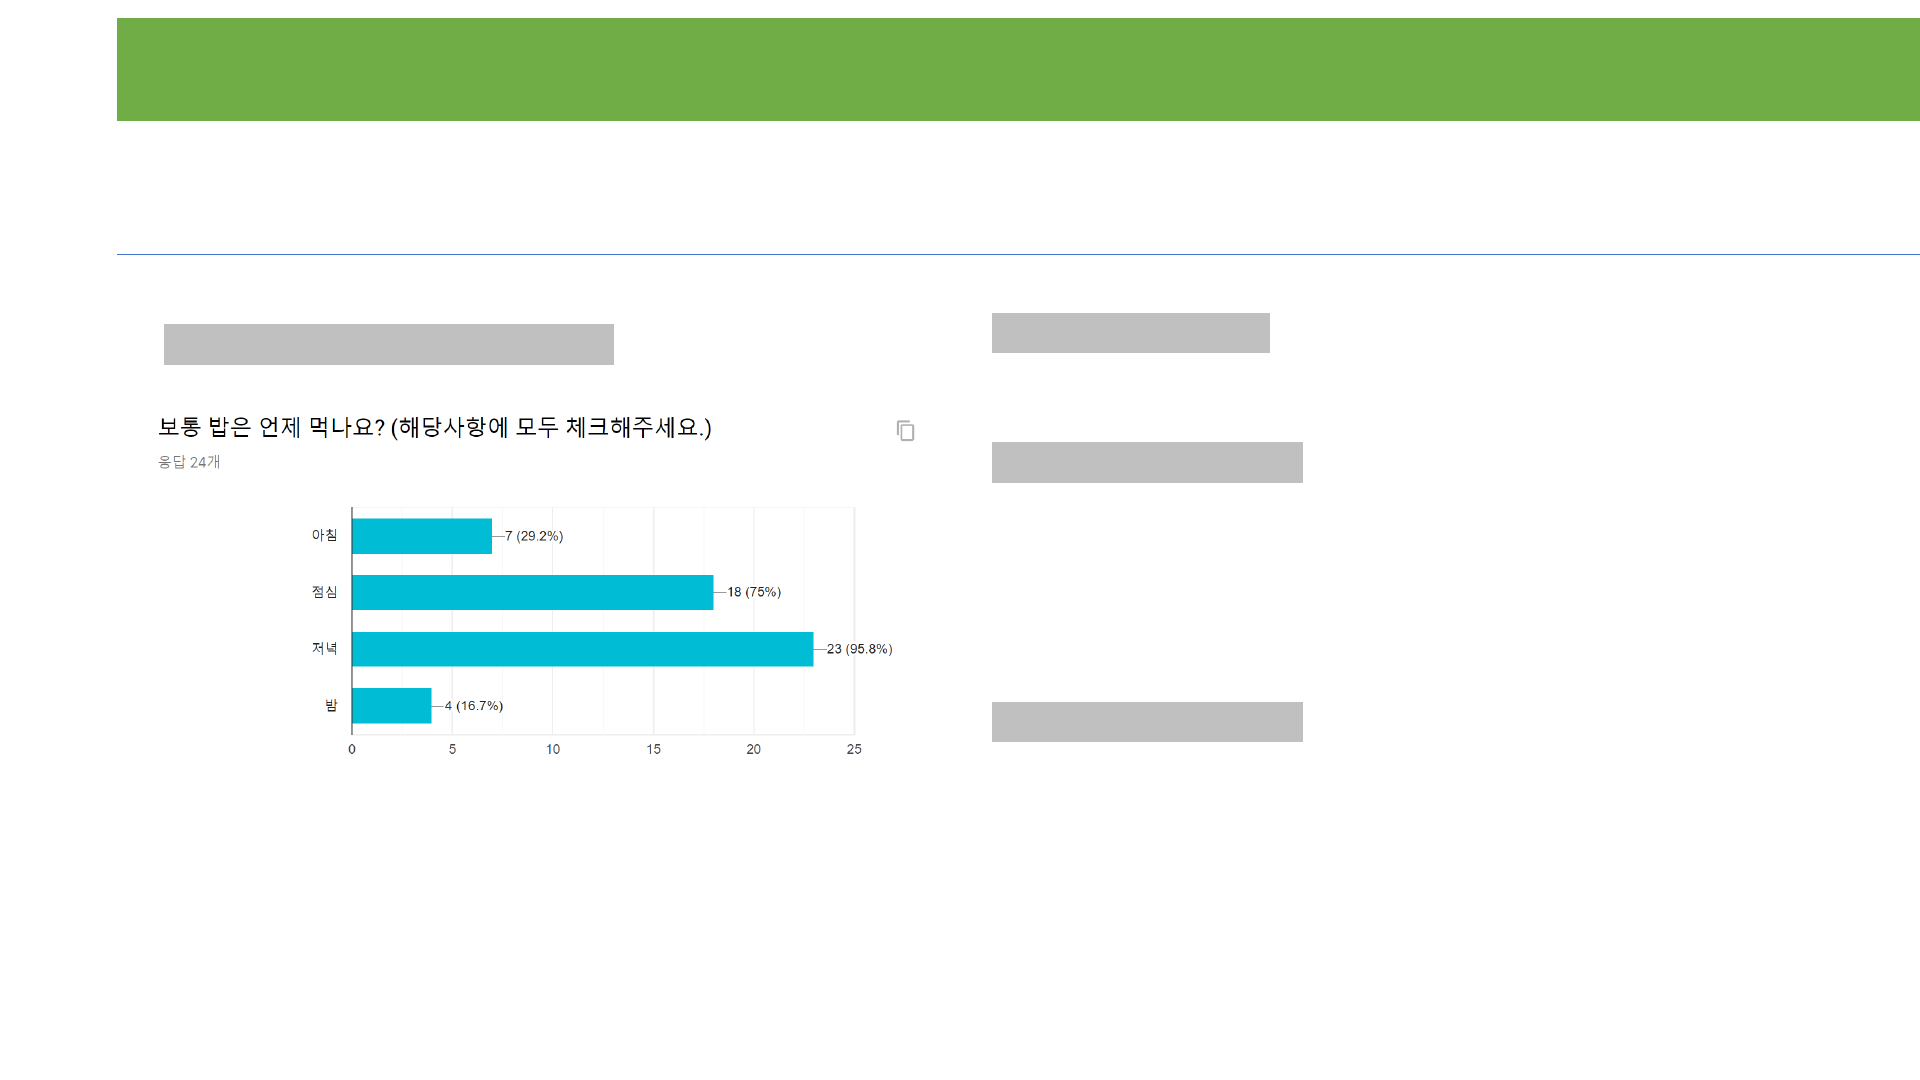 보통 밥은 언제 먹나요? (해당사항에 모두 체크해주세요.)
응답 24개
아침 7 (29.2%)
점심 18 (75%)
저녁 23 (95.8%)
밤 4 (16.7%)
0 5 10 15 20 25